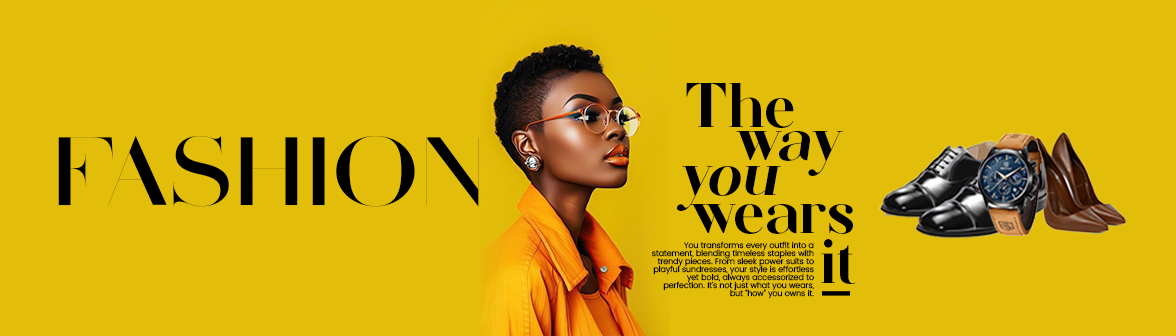 FASHION
The
way
you
wears
it
You transforms every outfit into a
statement, blending timeless staples with
trendy pieces. From sleek power suits to
playful sundresses, your style is effortless
yet bold, always accessorized to
perfection. It's not just what you wears,
but "how" you owns it.